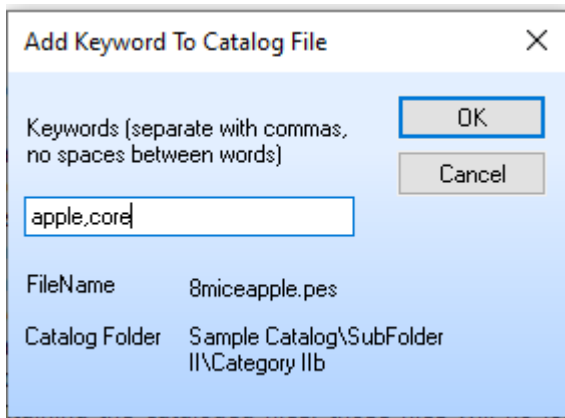 Add Keyword To Catalog File
Keywords (separate with commas,
no spaces between words)
OK
Cancel
apple,core
FileName
8miceapple.pes
Catalog Folder
Sample Catalog\SubFolder
II\Category IIb